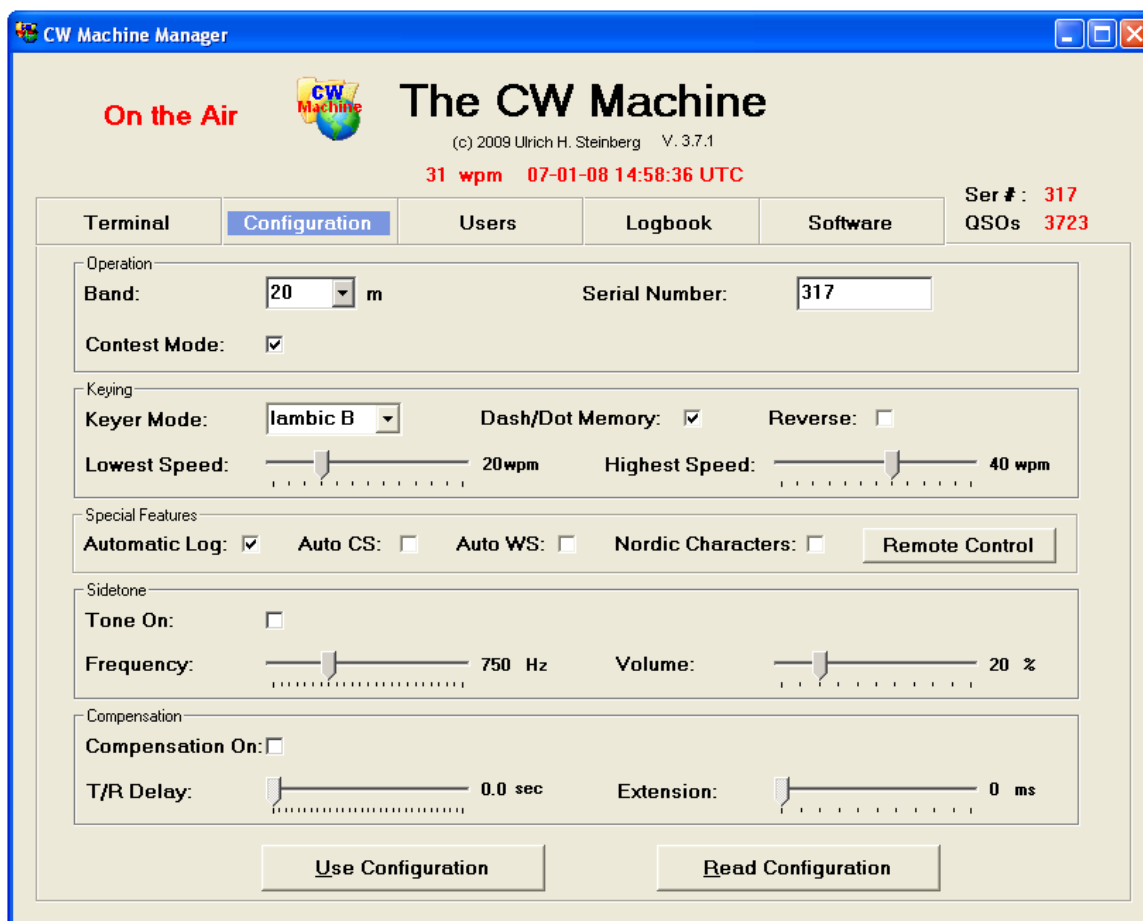 CW Machine Manager
On the Air
CW
Machine
The CW Machine
(c) 2009 Ulrich H. Steinberg V. 3.7.1
31 wpm 07-01-08 14:58:36 UTC
Ser # : 317
QSOs 3723
Terminal Configuration Users Logbook Software
Operation
Band: 20 m Serial Number: 317
Contest Mode:
Keying
Keyer Mode: Iambic B Dash/Dot Memory: Reverse:
Lowest Speed: 20wpm Highest Speed: 40 wpm
Special Features
Automatic Log: Auto CS: Auto WS: Nordic Characters: Remote Control
Sidetone
Tone On:
Frequency: 750 Hz Volume: 20 %
Compensation
Compensation On:
T/R Delay: 0.0 sec Extension: 0 ms
Use Configuration Read Configuration